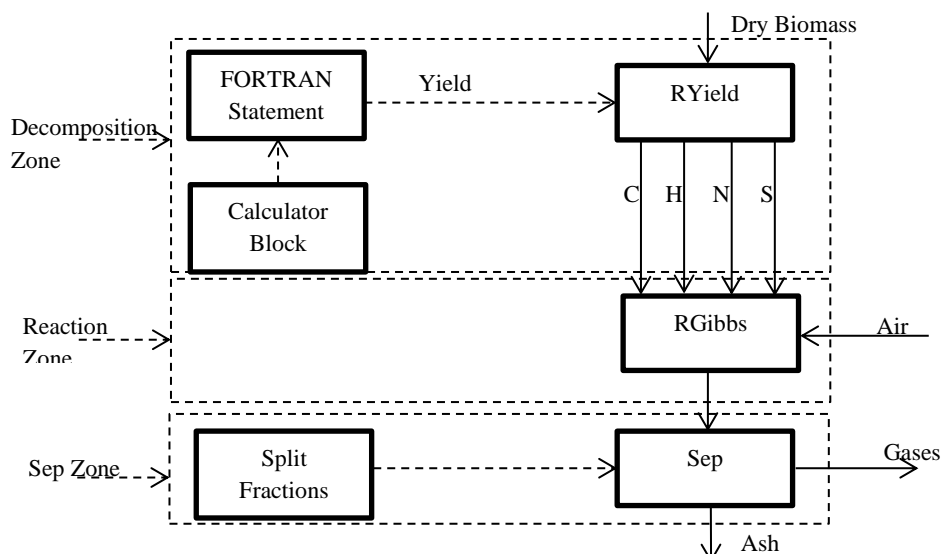 Dry Biomass
FORTRAN
Statement
Yield
RYield
Decomposition
Zone
C H N S
Calculator
Block
Reaction
Zone
RGibbs
Air
Sep Zone
Split
Fractions
Sep
Gases
Ash